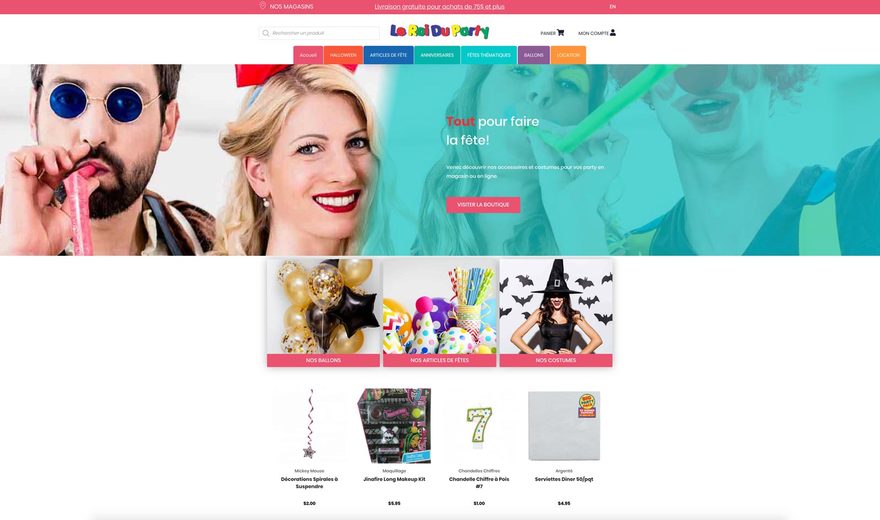 NOS MAGASINS
Livraison gratuite pour achats de 75$ et plus
EN
Rechercher un produit
Le Roi Du Party
PANIER
MON COMPTE
Accueil
HALLOWEEN
ARTICLES DE FÊTE
ANNIVERSAIRES
FÊTES THÉMATIQUES
BALLONS
LOCATION
Tout pour faire
la fête!
Venez découvrir nos accessoires et costumes pour vos party en
magasin ou en ligne.
VISITER LA BOUTIQUE
NOS BALLONS
NOS ARTICLES DE FÊTES
NOS COSTUMES
Mickey Mouse
Décorations Spirales à
Suspendre
$2.00
Maquillage
Jinafire Long Makeup Kit
$5.95
7
Chandelles Chiffres
Chandelle Chiffre à Pois
#7
$1.00
Argenté
Serviettes Diner 50/pqt
$4.95